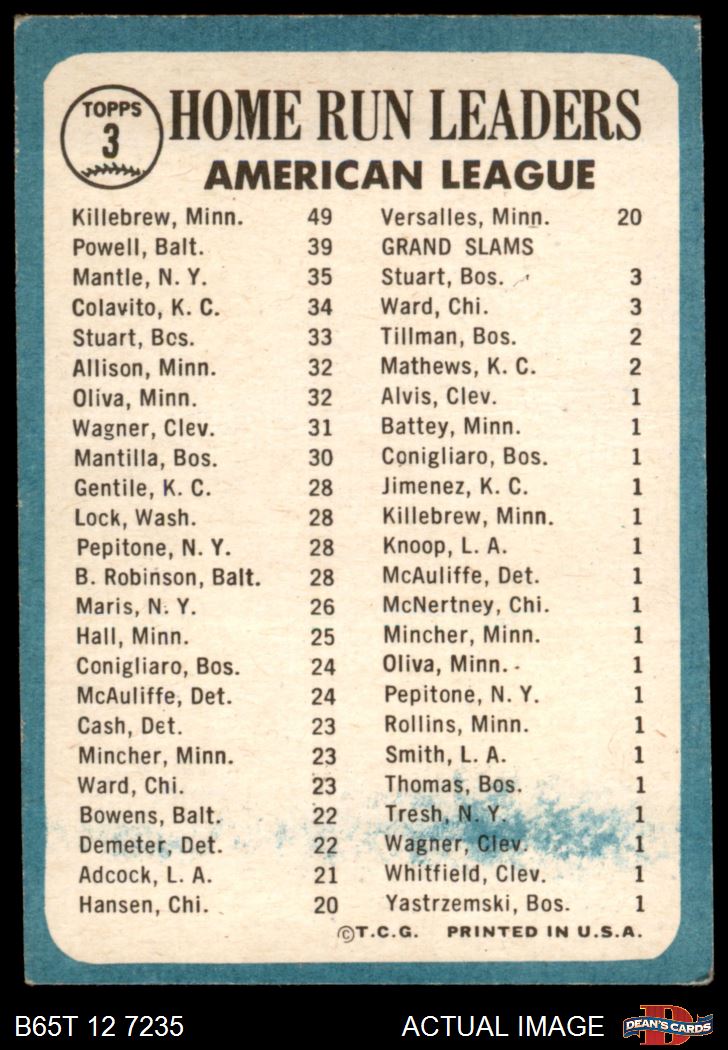 TOPPS
3
HOME RUN LEADERS
AMERICAN LEAGUE
Killebrew, Minn. 49
Powell, Balt. 39
Mantle, N. Y. 35
Colavito, K. C. 34
Stuart, Bos. 33
Allison, Minn. 32
Oliva, Minn. 32
Wagner, Clev. 31
Mantilla, Bos. 30
Gentile, K. C. 28
Lock, Wash. 28
Pepitone, N. Y. 28
B. Robinson, Balt. 28
Maris, N. Y. 26
Hall, Minn. 25
Conigliaro, Bos. 24
McAuliffe, Det. 24
Cash, Det. 23
Mincher, Minn. 23
Ward, Chi. 23
Bowens, Balt. 22
Demeter, Det. 22
Adcock, L. A. 21
Hansen, Chi. 20
Versalles, Minn. 20
GRAND SLAMS
Stuart, Bos. 3
Ward, Chi. 3
Tillman, Bos. 2
Mathews, K. C. 2
Alvis, Clev. 1
Battey, Minn. 1
Conigliaro, Bos. 1
Jimenez, K. C. 1
Killebrew, Minn. 1
Knoop, L. A. 1
McAuliffe, Det. 1
McNertney, Chi. 1
Mincher, Minn. 1
Oliva, Minn. 1
Pepitone, N. Y. 1
Rollins, Minn. 1
Smith, L. A. 1
Thomas, Bos. 1
Tresh, N. Y. 1
Wagner, Clev. 1
Whitfield, Clev. 1
Yastrzemski, Bos. 1
©T.C.G. PRINTED IN U.S.A.
B65T 12 7235 ACTUAL IMAGE
D
DEAN'S CARDS